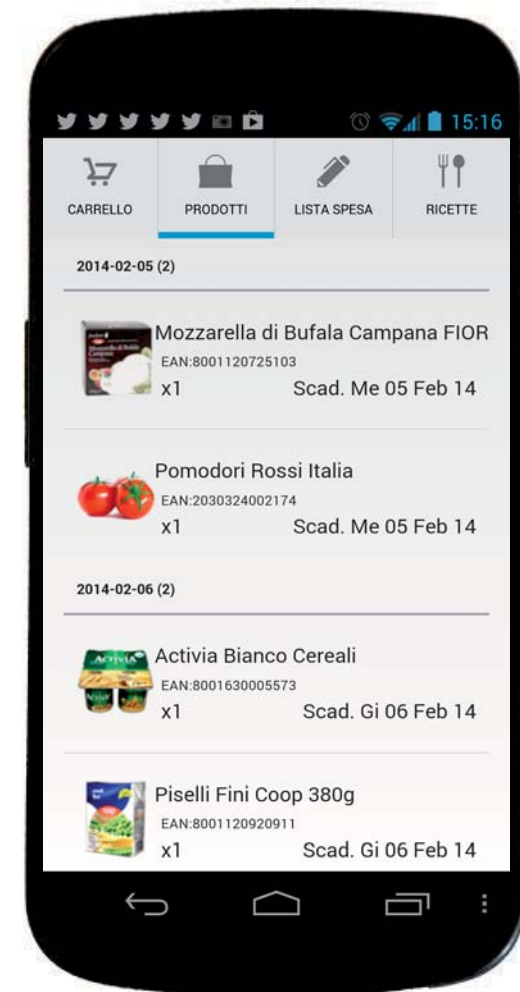 15:16
CARRELLO PRODOTTI LISTA SPESA RICETTE
2014-02-05 (2)
Mozzarella di Bufala Campana FIOR
EAN:8001120725103
x1 Scad. Me 05 Feb 14
Pomodori Rossi Italia
EAN:2030324002174
x1 Scad. Me 05 Feb 14
2014-02-06 (2)
ACTIVIA
Activia Bianco Cereali
EAN:8001630005573
x1 Scad. Gi 06 Feb 14
Piselli Fini Coop 380g
EAN:8001120920911
x1 Scad. Gi 06 Feb 14